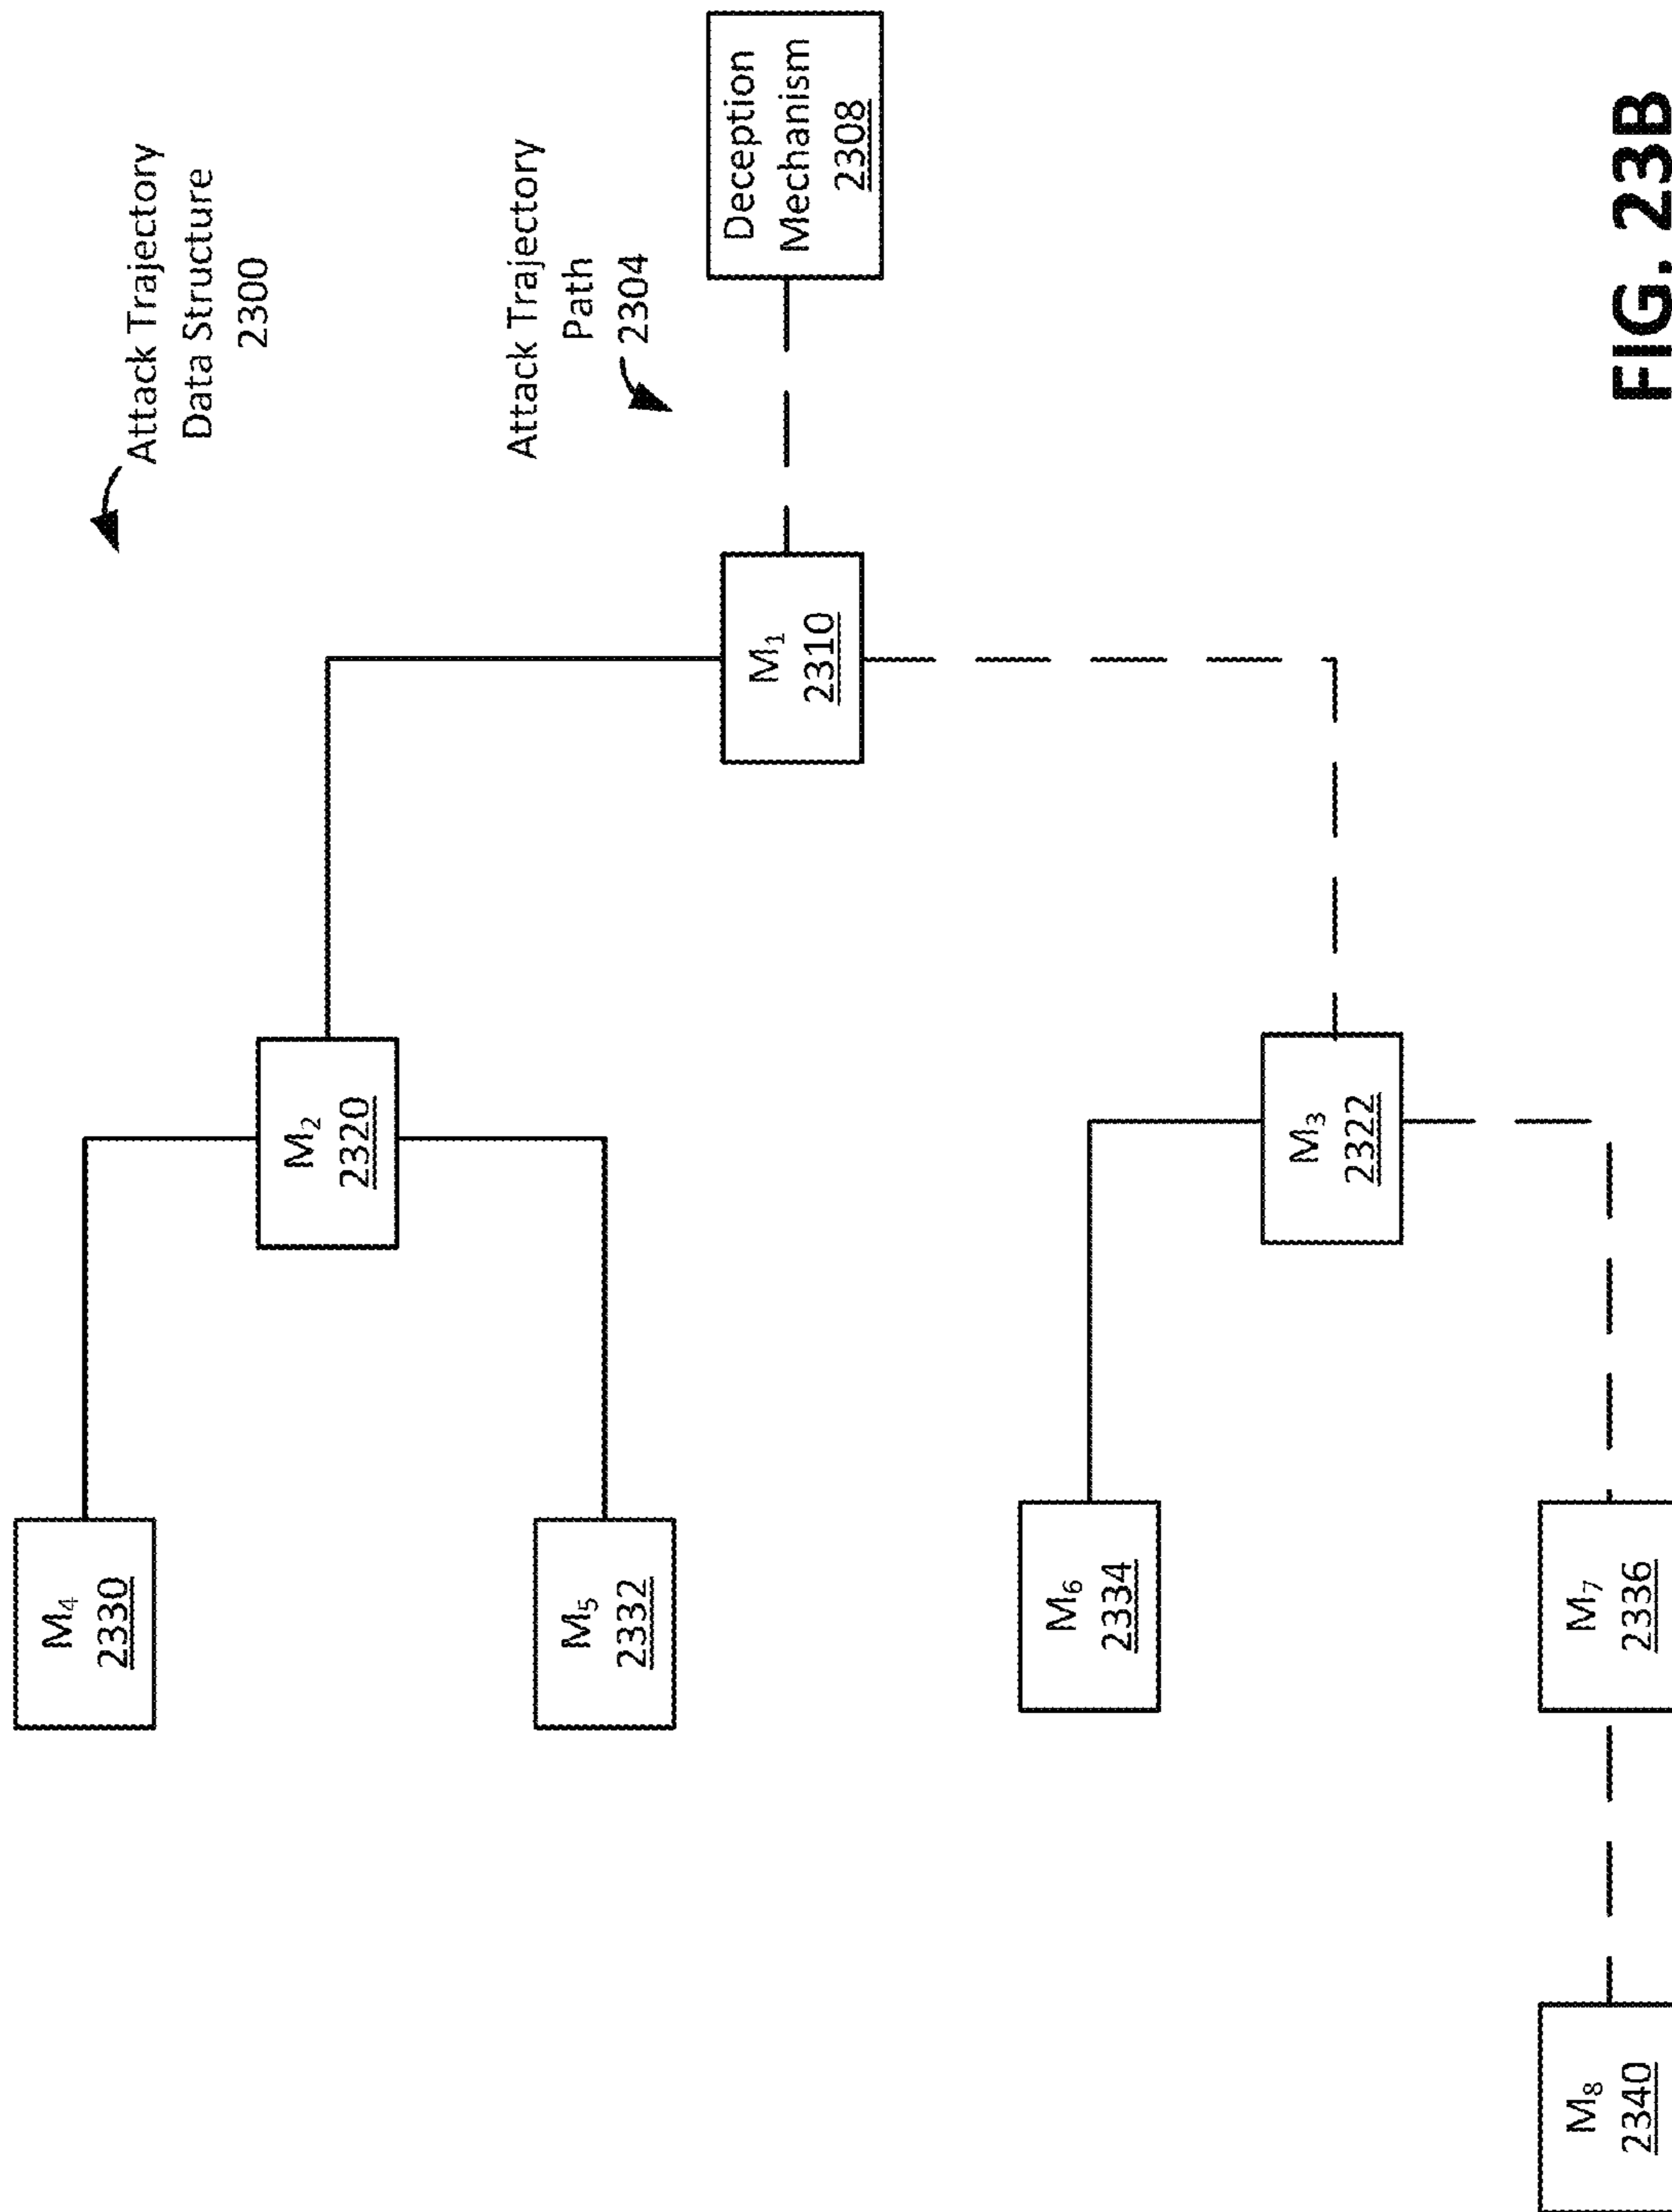 Attack Trajectory
Data Structure
2300
Attack Trajectory
Path
2304
M₄
2330
M₂
2320
M₅
2332
M₁
2310
Deception
Mechanism
2308
M₆
2334
M₃
2322
M₈
2340
M₇
2336
FIG. 23B